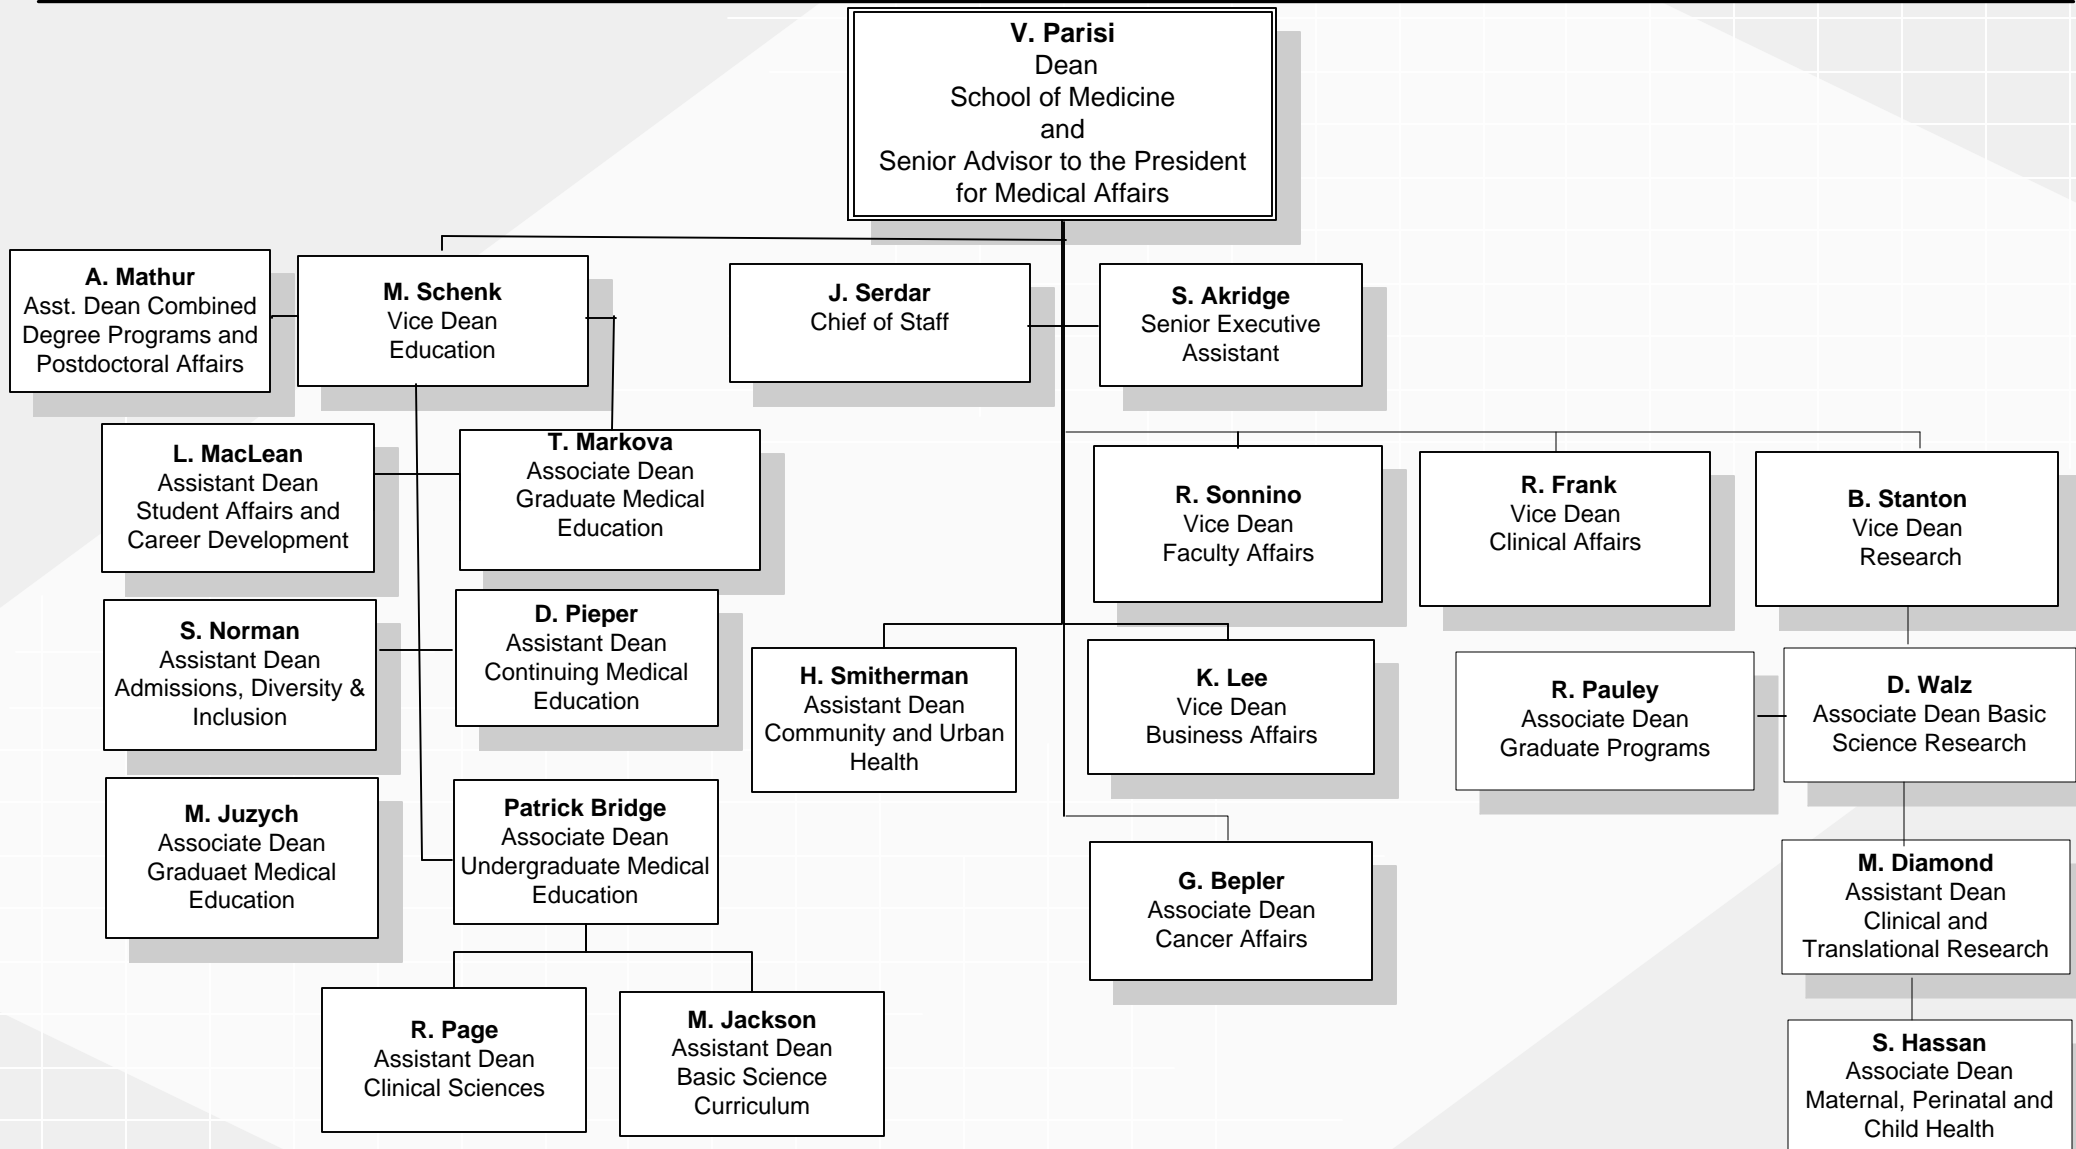 V. Parisi
Dean
School of Medicine
and
Senior Advisor to the President
for Medical Affairs
A. Mathur
Asst. Dean Combined
Degree Programs and
Postdoctoral Affairs
M. Schenk
Vice Dean
Education
J. Serdar
Chief of Staff
S. Akridge
Senior Executive
Assistant
L. MacLean
Assistant Dean
Student Affairs and
Career Development
T. Markova
Associate Dean
Graduate Medical
Education
R. Sonnino
Vice Dean
Faculty Affairs
R. Frank
Vice Dean
Clinical Affairs
B. Stanton
Vice Dean
Research
S. Norman
Assistant Dean
Admissions, Diversity &
Inclusion
D. Pieper
Assistant Dean
Continuing Medical
Education
H. Smitherman
Assistant Dean
Community and Urban
Health
K. Lee
Vice Dean
Business Affairs
R. Pauley
Associate Dean
Graduate Programs
D. Walz
Associate Dean Basic
Science Research
M. Juzych
Associate Dean
Graduaet Medical
Education
Patrick Bridge
Associate Dean
Undergraduate Medical
Education
G. Bepler
Associate Dean
Cancer Affairs
M. Diamond
Assistant Dean
Clinical and
Translational Research
R. Page
Assistant Dean
Clinical Sciences
M. Jackson
Assistant Dean
Basic Science
Curriculum
S. Hassan
Associate Dean
Maternal, Perinatal and
Child Health